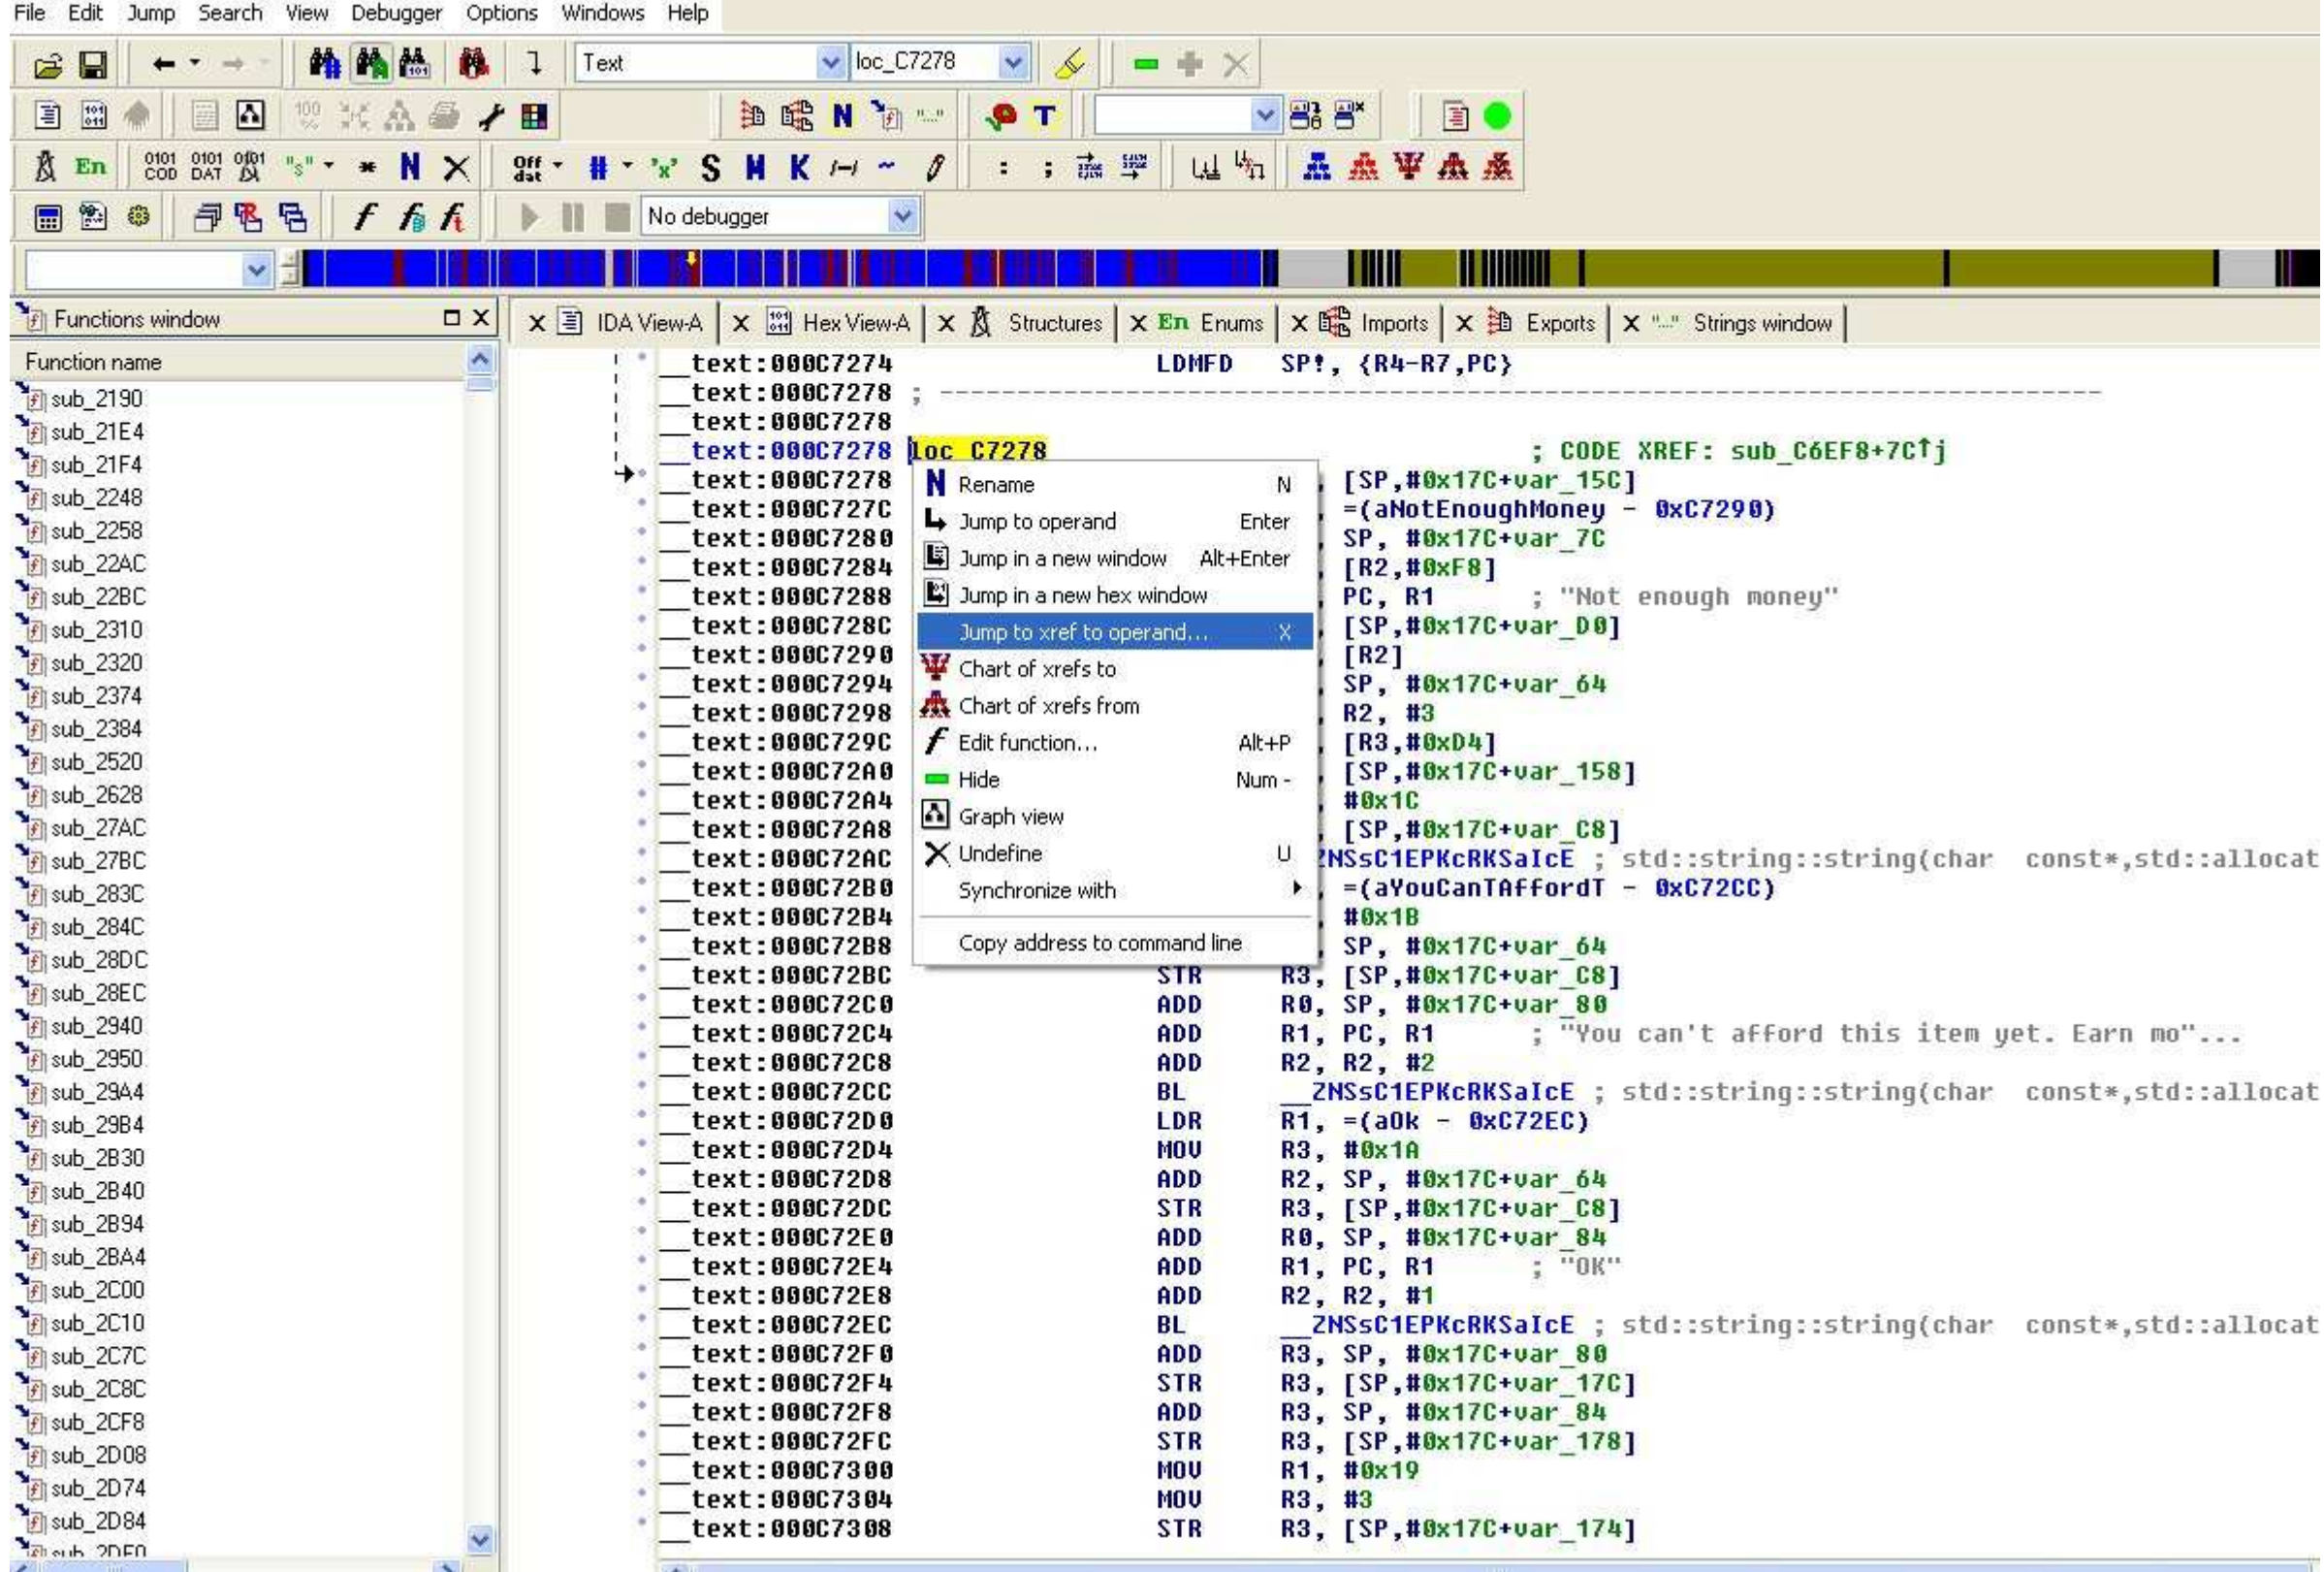 File Edit Jump Search View Debugger Options Windows Help
Text loc_C7278
En "s" * N Off dat # 'x' S M K : ;
No debugger
Functions window
Function name
sub_2190
sub_21E4
sub_21F4
sub_2248
sub_2258
sub_22AC
sub_22BC
sub_2310
sub_2320
sub_2374
sub_2384
sub_2520
sub_2628
sub_27AC
sub_27BC
sub_283C
sub_284C
sub_28DC
sub_28EC
sub_2940
sub_2950
sub_29A4
sub_29B4
sub_2B30
sub_2B40
sub_2B94
sub_2BA4
sub_2C00
sub_2C10
sub_2C7C
sub_2C8C
sub_2CF8
sub_2D08
sub_2D74
sub_2D84
IDA View-A Hex View-A Structures En Enums Imports Exports "..." Strings window
__text:000C7274 LDMFD SP!, {R4-R7,PC}
__text:000C7278 ; ---------------------------------------------------------------------------
__text:000C7278
__text:000C7278 loc_C7278 ; CODE XREF: sub_C6EF8+7C↑j
__text:000C7278 , [SP,#0x17C+var_15C]
__text:000C727C , =(aNotEnoughMoney - 0xC7290)
__text:000C7280 , SP, #0x17C+var_7C
__text:000C7284 , [R2,#0xF8]
__text:000C7288 , PC, R1 ; "Not enough money"
__text:000C728C , [SP,#0x17C+var_D0]
__text:000C7290 , [R2]
__text:000C7294 , SP, #0x17C+var_64
__text:000C7298 , R2, #3
__text:000C729C , [R3,#0xD4]
__text:000C72A0 , [SP,#0x17C+var_158]
__text:000C72A4 , #0x1C
__text:000C72A8 , [SP,#0x17C+var_C8]
__text:000C72AC ZNSsC1EPKcRKSaIcE ; std::string::string(char const*,std::allocat
__text:000C72B0 , =(aYouCanTAffordT - 0xC72CC)
__text:000C72B4 , #0x1B
__text:000C72B8 , SP, #0x17C+var_64
__text:000C72BC STR R3, [SP,#0x17C+var_C8]
__text:000C72C0 ADD R0, SP, #0x17C+var_80
__text:000C72C4 ADD R1, PC, R1 ; "You can't afford this item yet. Earn mo"...
__text:000C72C8 ADD R2, R2, #2
__text:000C72CC BL __ZNSsC1EPKcRKSaIcE ; std::string::string(char const*,std::allocat
__text:000C72D0 LDR R1, =(aOk - 0xC72EC)
__text:000C72D4 MOV R3, #0x1A
__text:000C72D8 ADD R2, SP, #0x17C+var_64
__text:000C72DC STR R3, [SP,#0x17C+var_C8]
__text:000C72E0 ADD R0, SP, #0x17C+var_84
__text:000C72E4 ADD R1, PC, R1 ; "OK"
__text:000C72E8 ADD R2, R2, #1
__text:000C72EC BL __ZNSsC1EPKcRKSaIcE ; std::string::string(char const*,std::allocat
__text:000C72F0 ADD R3, SP, #0x17C+var_80
__text:000C72F4 STR R3, [SP,#0x17C+var_17C]
__text:000C72F8 ADD R3, SP, #0x17C+var_84
__text:000C72FC STR R3, [SP,#0x17C+var_178]
__text:000C7300 MOV R1, #0x19
__text:000C7304 MOV R3, #3
__text:000C7308 STR R3, [SP,#0x17C+var_174]
Rename N
Jump to operand Enter
Jump in a new window Alt+Enter
Jump in a new hex window
Jump to xref to operand... X
Chart of xrefs to
Chart of xrefs from
Edit function... Alt+P
Hide Num -
Graph view
Undefine U
Synchronize with
Copy address to command line